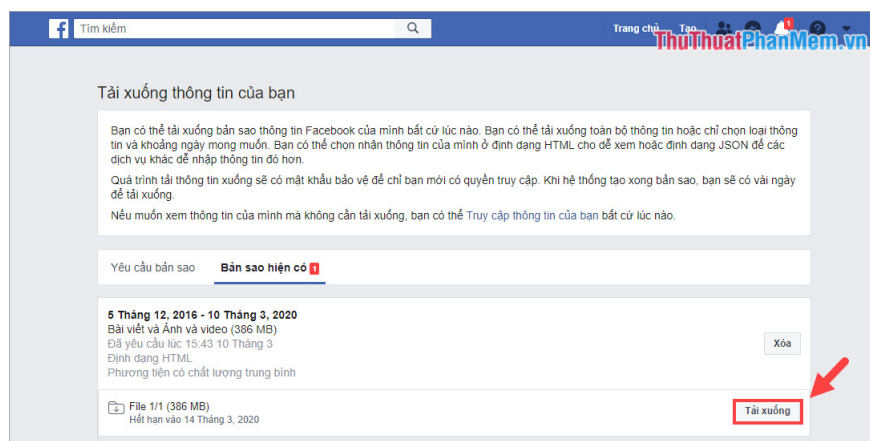 f
Tìm kiếm
Trang chủ Tạo 1
ThuThuatPhanMem.vn
Tải xuống thông tin của bạn
Bạn có thể tải xuống bản sao thông tin Facebook của mình bất cứ lúc nào. Bạn có thể tải xuống toàn bộ thông tin hoặc chỉ chọn loại thông
tin và khoảng ngày mong muốn. Bạn có thể chọn nhận thông tin của mình ở định dạng HTML cho dễ xem hoặc định dạng JSON để các
dịch vụ khác dễ nhập thông tin đó hơn.
Quá trình tải thông tin xuống sẽ có mật khẩu bảo vệ để chỉ bạn mới có quyền truy cập. Khi hệ thống tạo xong bản sao, bạn sẽ có vài ngày
để tải xuống.
Nếu muốn xem thông tin của mình mà không cần tải xuống, bạn có thể Truy cập thông tin của bạn bất cứ lúc nào.
Yêu cầu bản sao Bản sao hiện có 1
5 Tháng 12, 2016 - 10 Tháng 3, 2020
Bài viết và Ảnh và video (386 MB)
Đã yêu cầu lúc 15:43 10 Tháng 3
Định dạng HTML
Phương tiện có chất lượng trung bình
Xóa
File 1/1 (386 MB)
Hết hạn vào 14 Tháng 3, 2020
Tải xuống